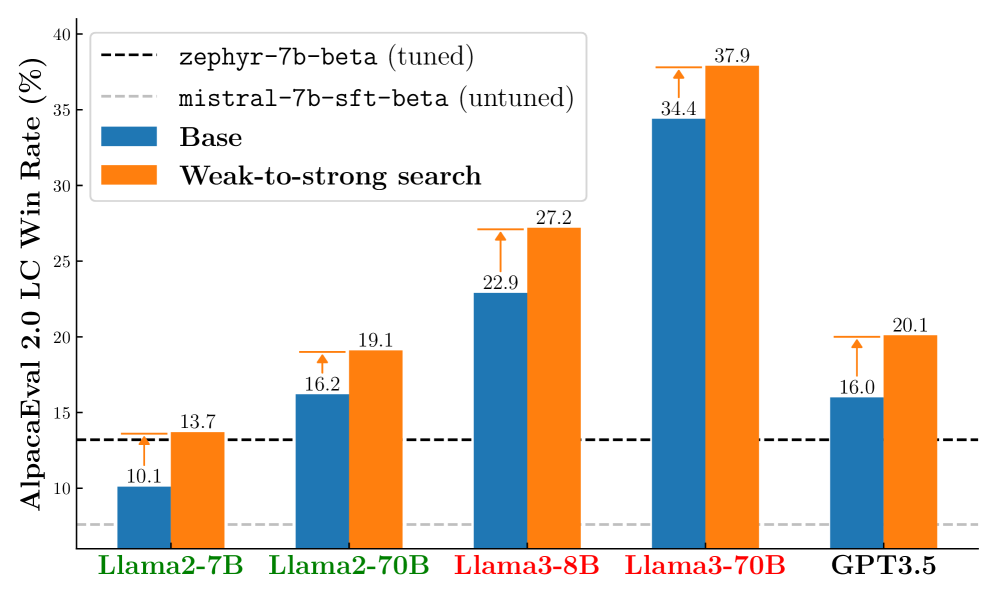 AlpacaEval 2.0 LC Win Rate (%)
40
35
30
25
20
15
10
zephyr-7b-beta (tuned)
mistral-7b-sft-beta (untuned)
Base
Weak-to-strong search
10.1
13.7
16.2
19.1
22.9
27.2
34.4
37.9
16.0
20.1
Llama2-7B
Llama2-70B
Llama3-8B
Llama3-70B
GPT3.5